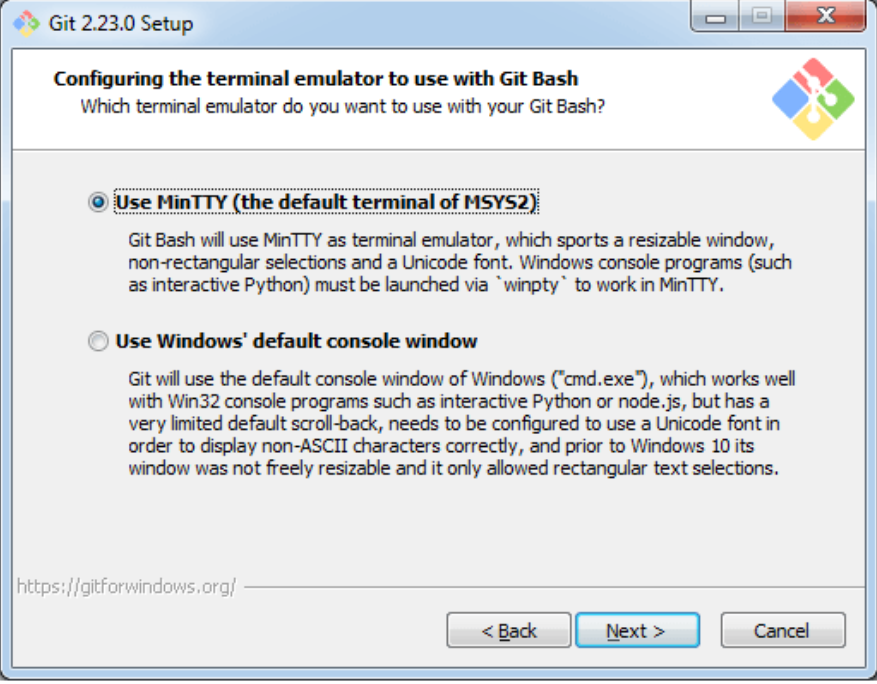 Git 2.23.0 Setup
Configuring the terminal emulator to use with Git Bash
Which terminal emulator do you want to use with your Git Bash?
Use MinTTY (the default terminal of MSYS2)
Git Bash will use MinTTY as terminal emulator, which sports a resizable window,
non-rectangular selections and a Unicode font. Windows console programs (such
as interactive Python) must be launched via `winpty` to work in MinTTY.
Use Windows' default console window
Git will use the default console window of Windows ("cmd.exe"), which works well
with Win32 console programs such as interactive Python or node.js, but has a
very limited default scroll-back, needs to be configured to use a Unicode font in
order to display non-ASCII characters correctly, and prior to Windows 10 its
window was not freely resizable and it only allowed rectangular text selections.
https://gitforwindows.org/
< Back
Next >
Cancel